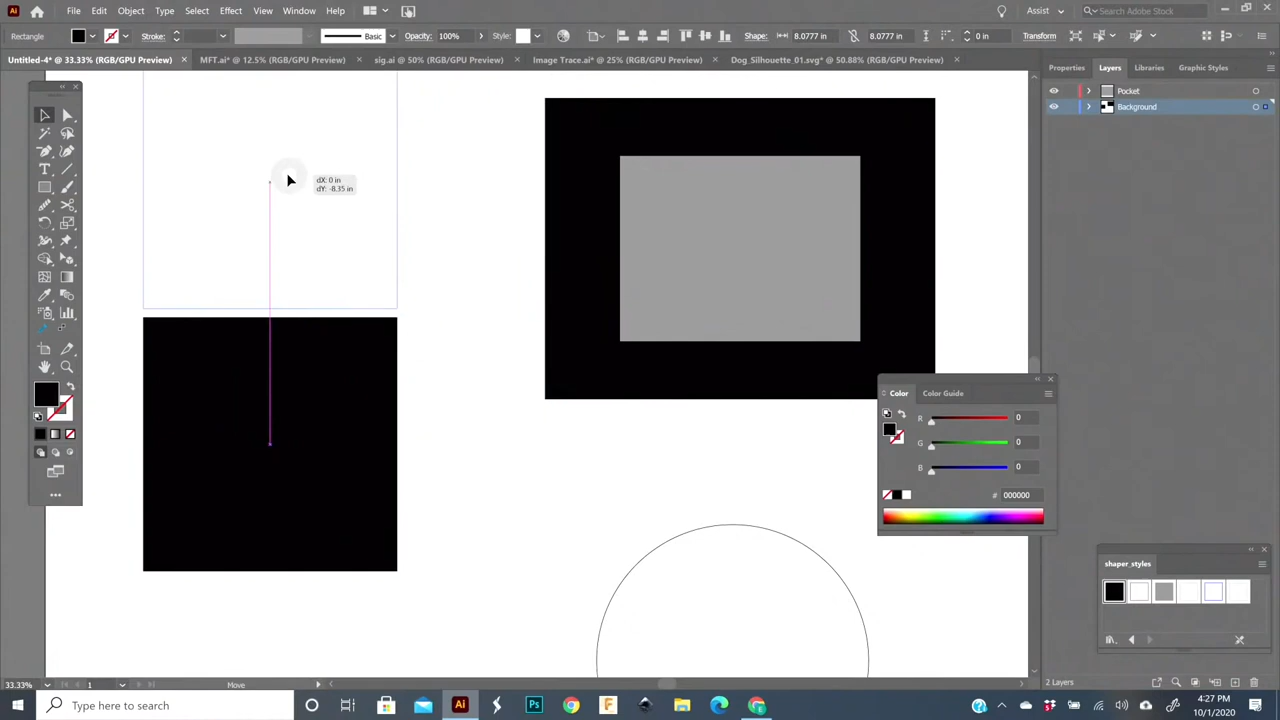 Ai File Edit Object Type Select Effect View Window Help Assist Search Adobe Stock
Rectangle Stroke: Basic Opacity: 100% Style: Shape: 8.0777 in 8.0777 in 0 in Transform
Untitled-4* @ 33.33% (RGB/GPU Preview) MFT.ai* @ 12.5% (RGB/GPU Preview) sig.ai @ 50% (RGB/GPU Preview) Image Trace.ai* @ 25% (RGB/GPU Preview) Dog_Silhouette_01.svg* @ 50.88% (RGB/GPU Preview)
Properties Layers Libraries Graphic Styles
Pocket
Background
dX: 0 in
dY: -8.35 in
Color Color Guide
R 0
G 0
B 0
# 000000
shaper_styles
33.33% 1 Move 2 Layers
Type here to search Ai Ps F
4:27 PM
10/1/2020